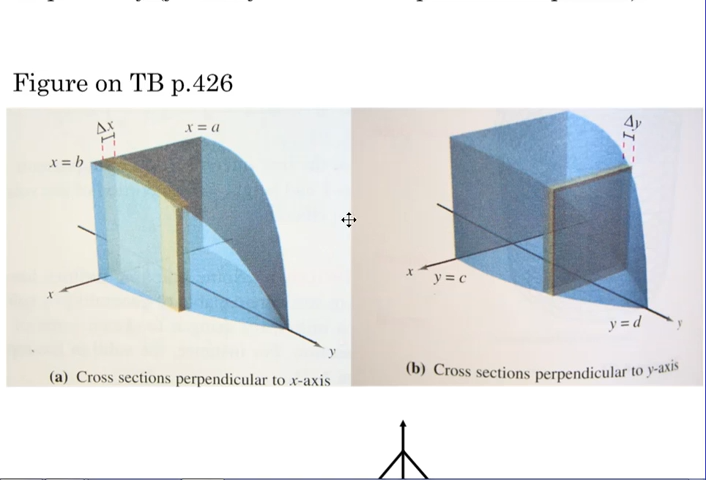 Figure on TB p.426
Δx
x = a
x = b
x
y
(a) Cross sections perpendicular to x-axis
Δy
x
y = c
y = d
y
(b) Cross sections perpendicular to y-axis